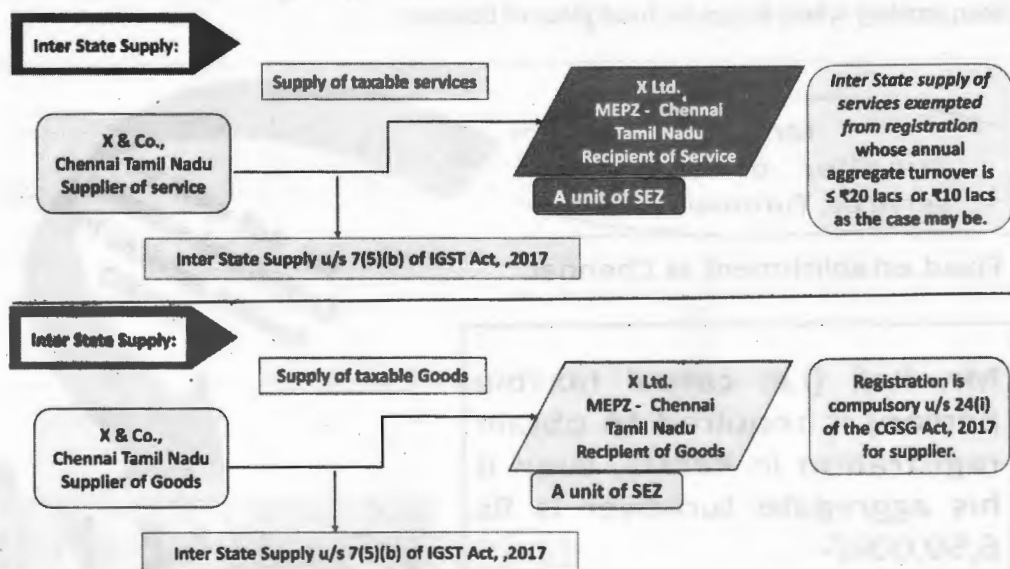 Inter State Supply:
Supply of taxable services
X & Co.,
Chennai Tamil Nadu
Supplier of service
X Ltd.
MEPZ - Chennai
Tamil Nadu
Recipient of Service
A unit of SEZ
Inter State supply of
services exempted
from registration
whose annual
aggregate turnover is
≤ ₹20 lacs or ₹10 lacs
as the case may be.
Inter State Supply u/s 7(5)(b) of IGST Act, ,2017
Fixed establishment is Chennai
Inter State Supply:
Supply of taxable Goods
X & Co.,
Chennai Tamil Nadu
Supplier of Goods
X Ltd.
MEPZ - Chennai
Tamil Nadu
Recipient of Goods
A unit of SEZ
Registration is
compulsory u/s 24(i)
of the CGSG Act, 2017
for supplier.
Inter State Supply u/s 7(5)(b) of IGST Act, ,2017